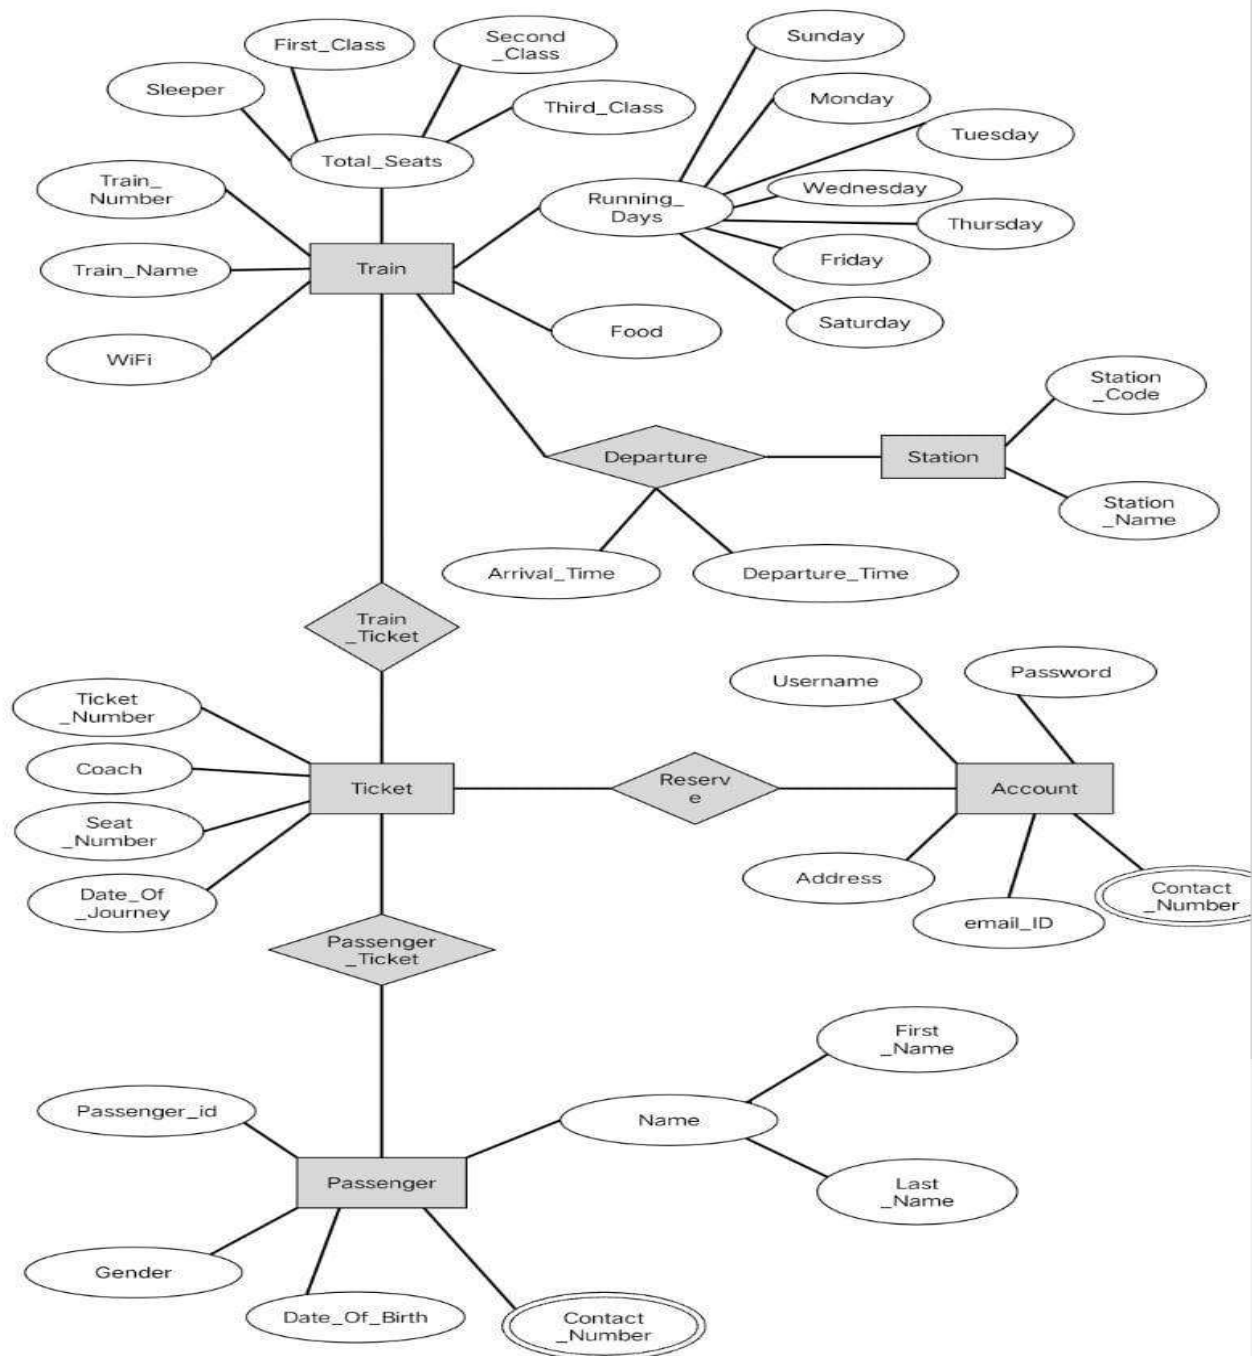 First_Class
Second
_Class
Sunday
Sleeper
Third_Class
Monday
Tuesday
Total_Seats
Train_
Number
Running_
Days
Wednesday
Thursday
Train_Name
Train
Friday
WiFi
Food
Saturday
Station
_Code
Departure
Station
Station
_Name
Arrival_Time
Departure_Time
Train
_Ticket
Username
Password
Ticket
_Number
Coach
Ticket
Reserv
e
Account
Seat
_Number
Address
Contact
_Number
Date_Of
_Journey
email_ID
Passenger
_Ticket
First
_Name
Passenger_id
Name
Passenger
Last
_Name
Gender
Date_Of_Birth
Contact
_Number